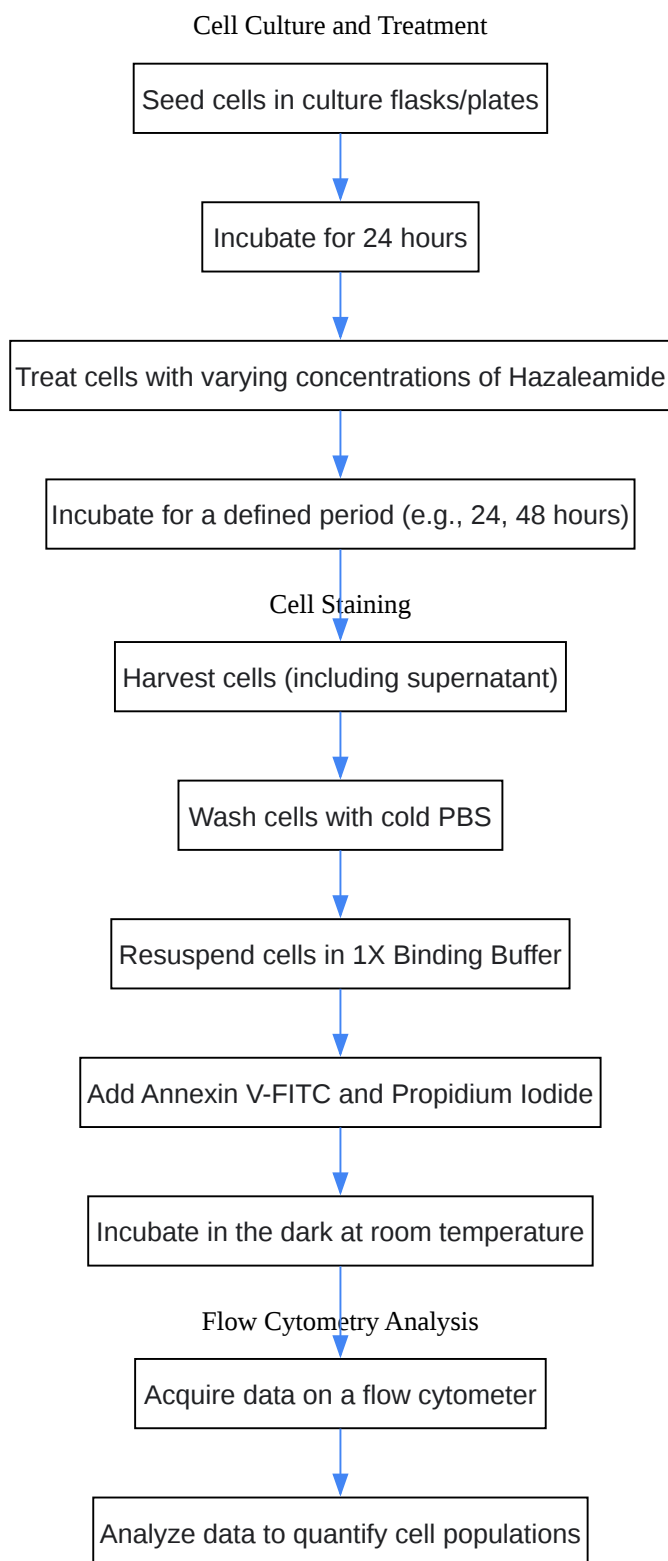 Cell Culture and Treatment
Seed cells in culture flasks/plates
Incubate for 24 hours
Treat cells with varying concentrations of Hazaleamide
Incubate for a defined period (e.g., 24, 48 hours)
Cell Staining
Harvest cells (including supernatant)
Wash cells with cold PBS
Resuspend cells in 1X Binding Buffer
Add Annexin V-FITC and Propidium Iodide
Incubate in the dark at room temperature
Flow Cytometry Analysis
Acquire data on a flow cytometer
Analyze data to quantify cell populations